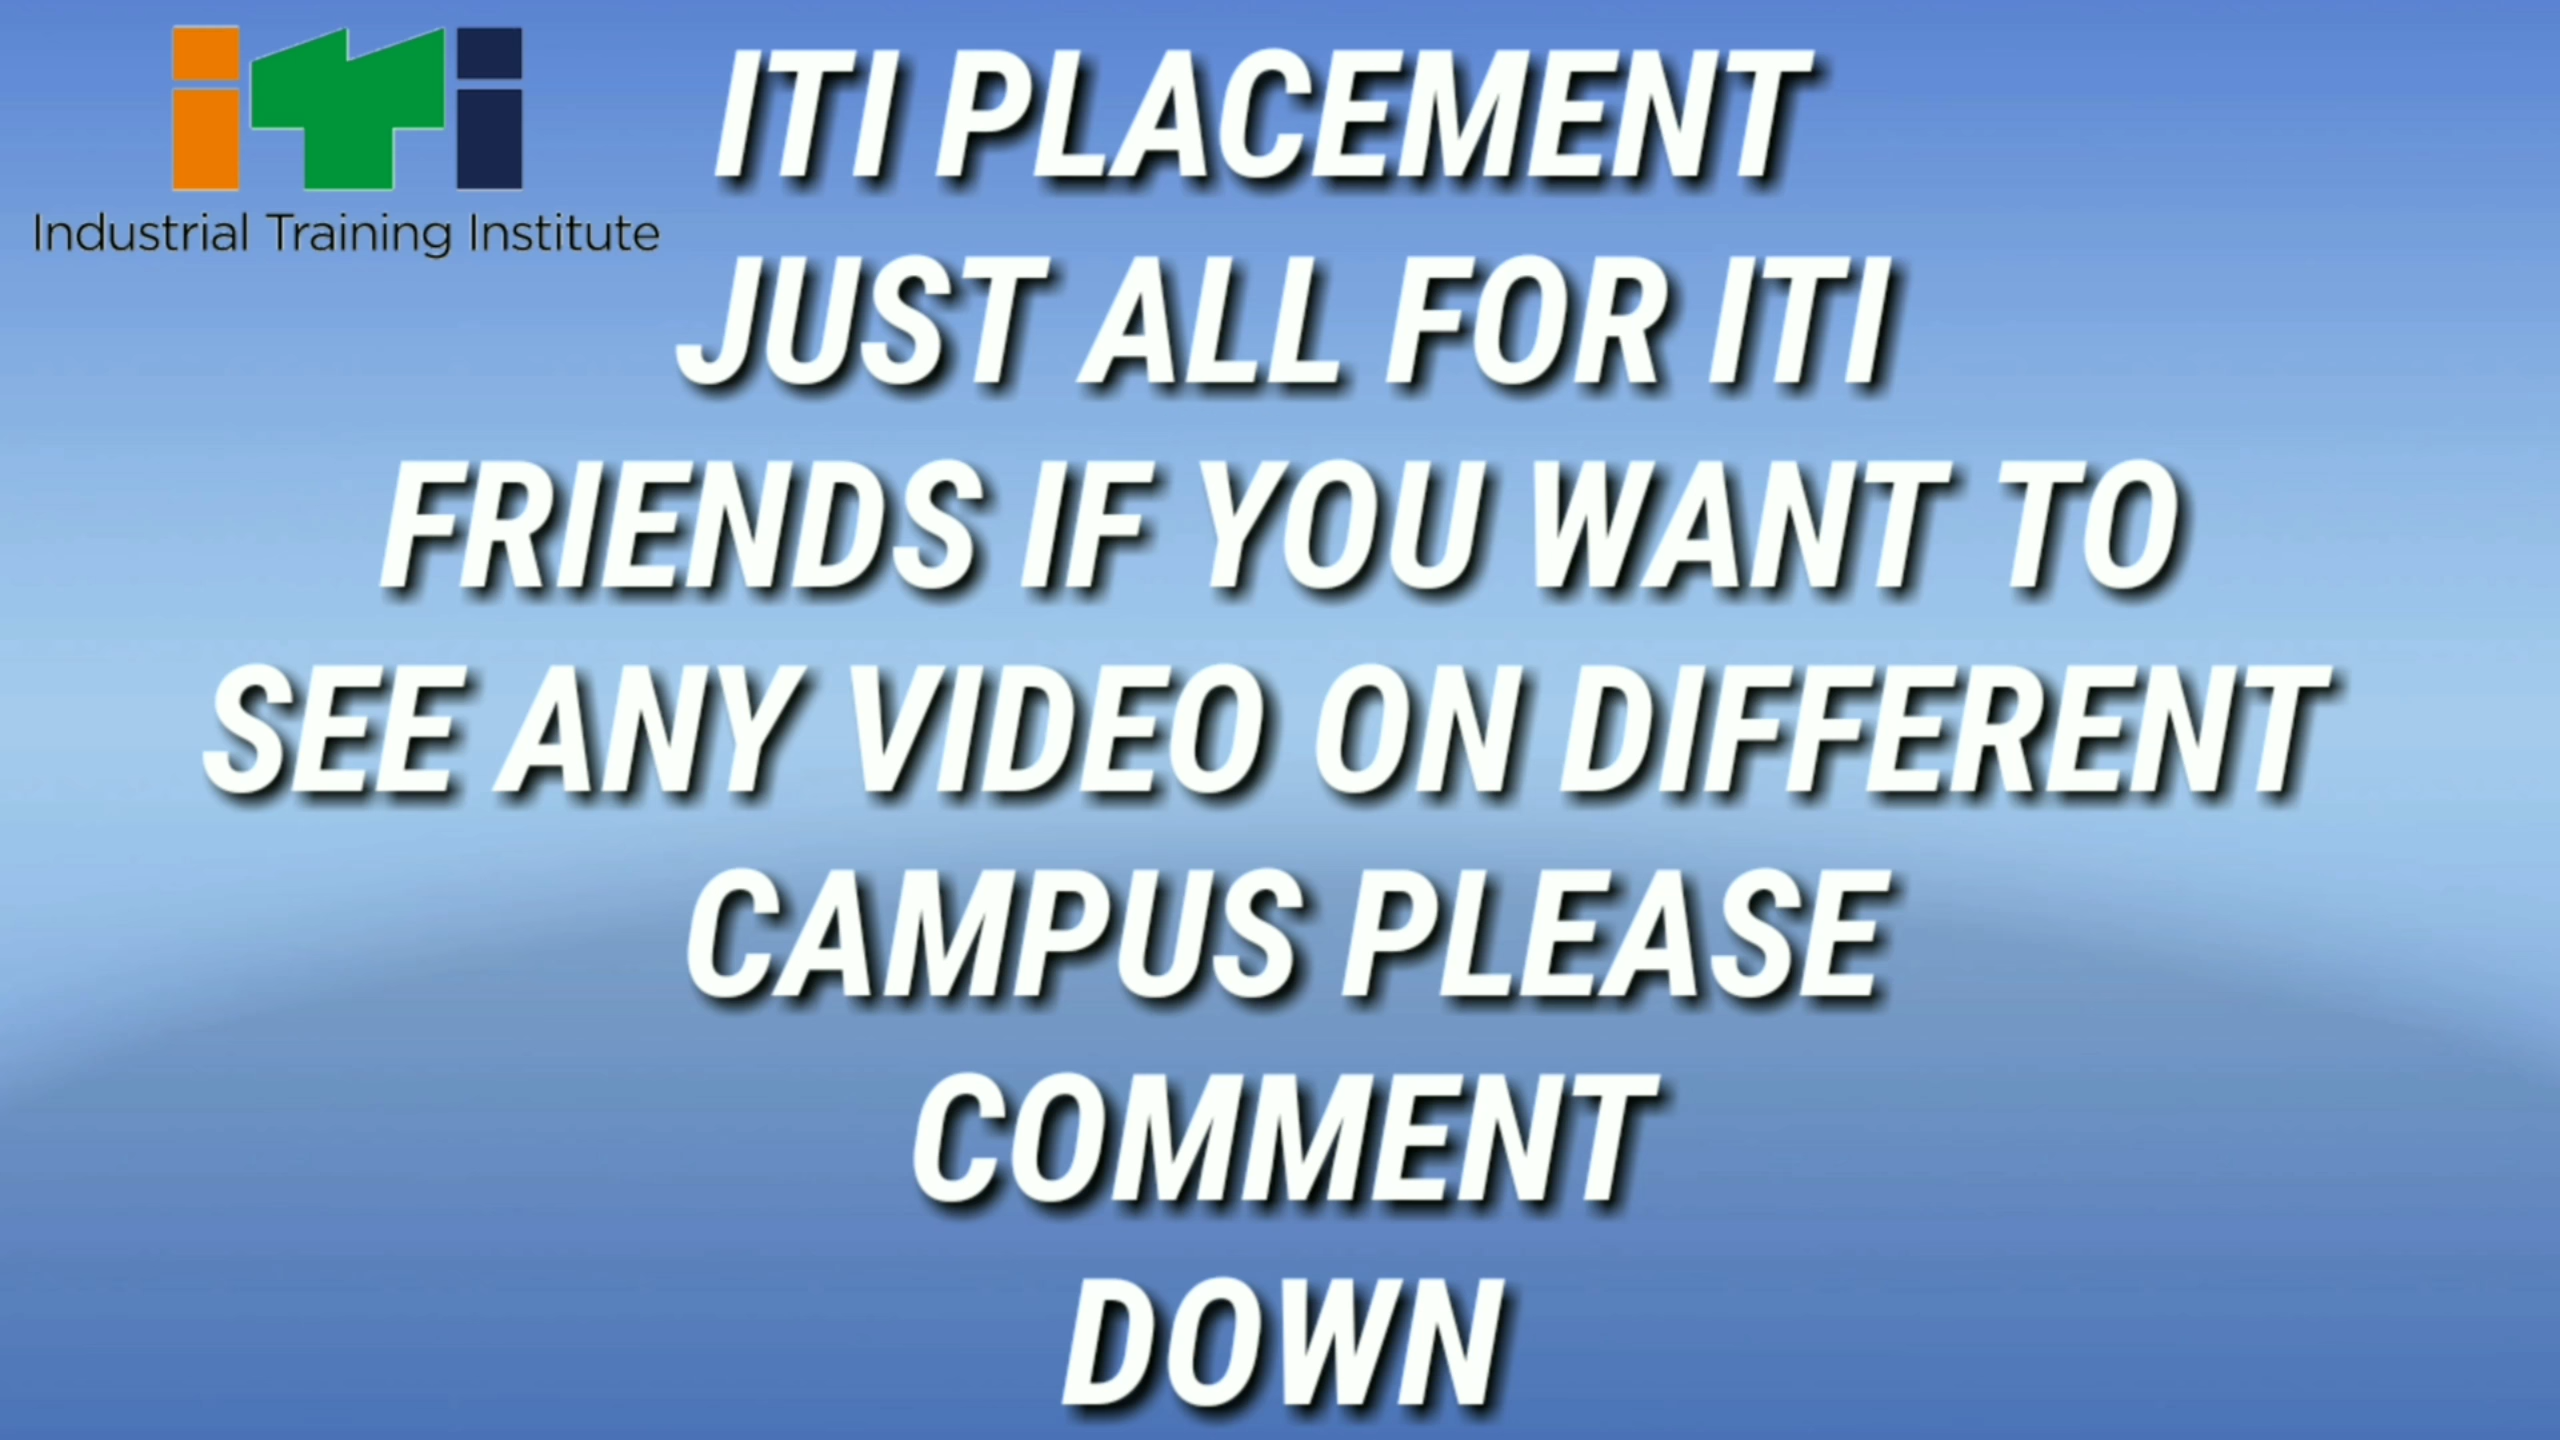 iTi
Industrial Training Institute
ITI PLACEMENT
JUST ALL FOR ITI
FRIENDS IF YOU WANT TO
SEE ANY VIDEO ON DIFFERENT
CAMPUS PLEASE
COMMENT
DOWN